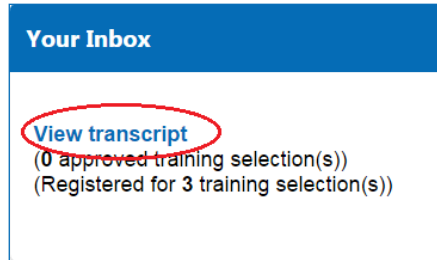 Your Inbox
View transcript
(0 approved training selection(s))
(Registered for 3 training selection(s))